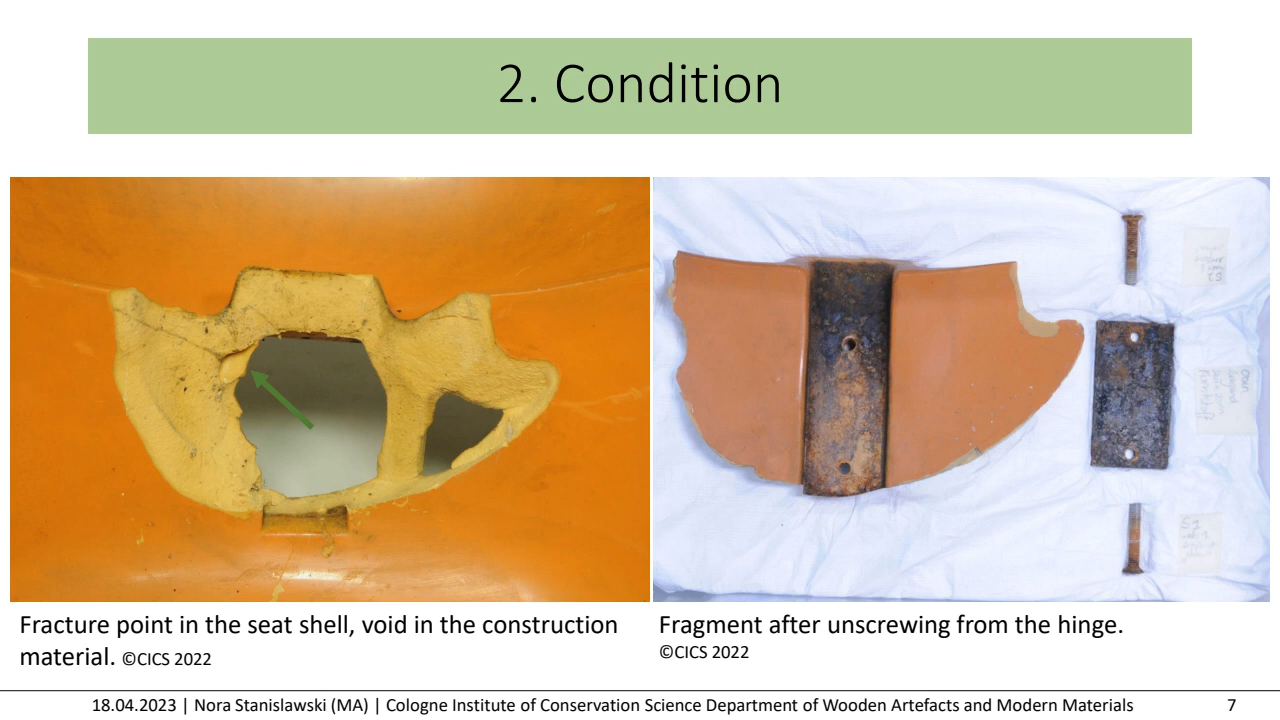 2. Condition
Fracture point in the seat shell, void in the construction
material. ©CICS 2022
Fragment after unscrewing from the hinge.
©CICS 2022
18.04.2023 | Nora Stanislawski (MA) | Cologne Institute of Conservation Science Department of Wooden Artefacts and Modern Materials
7